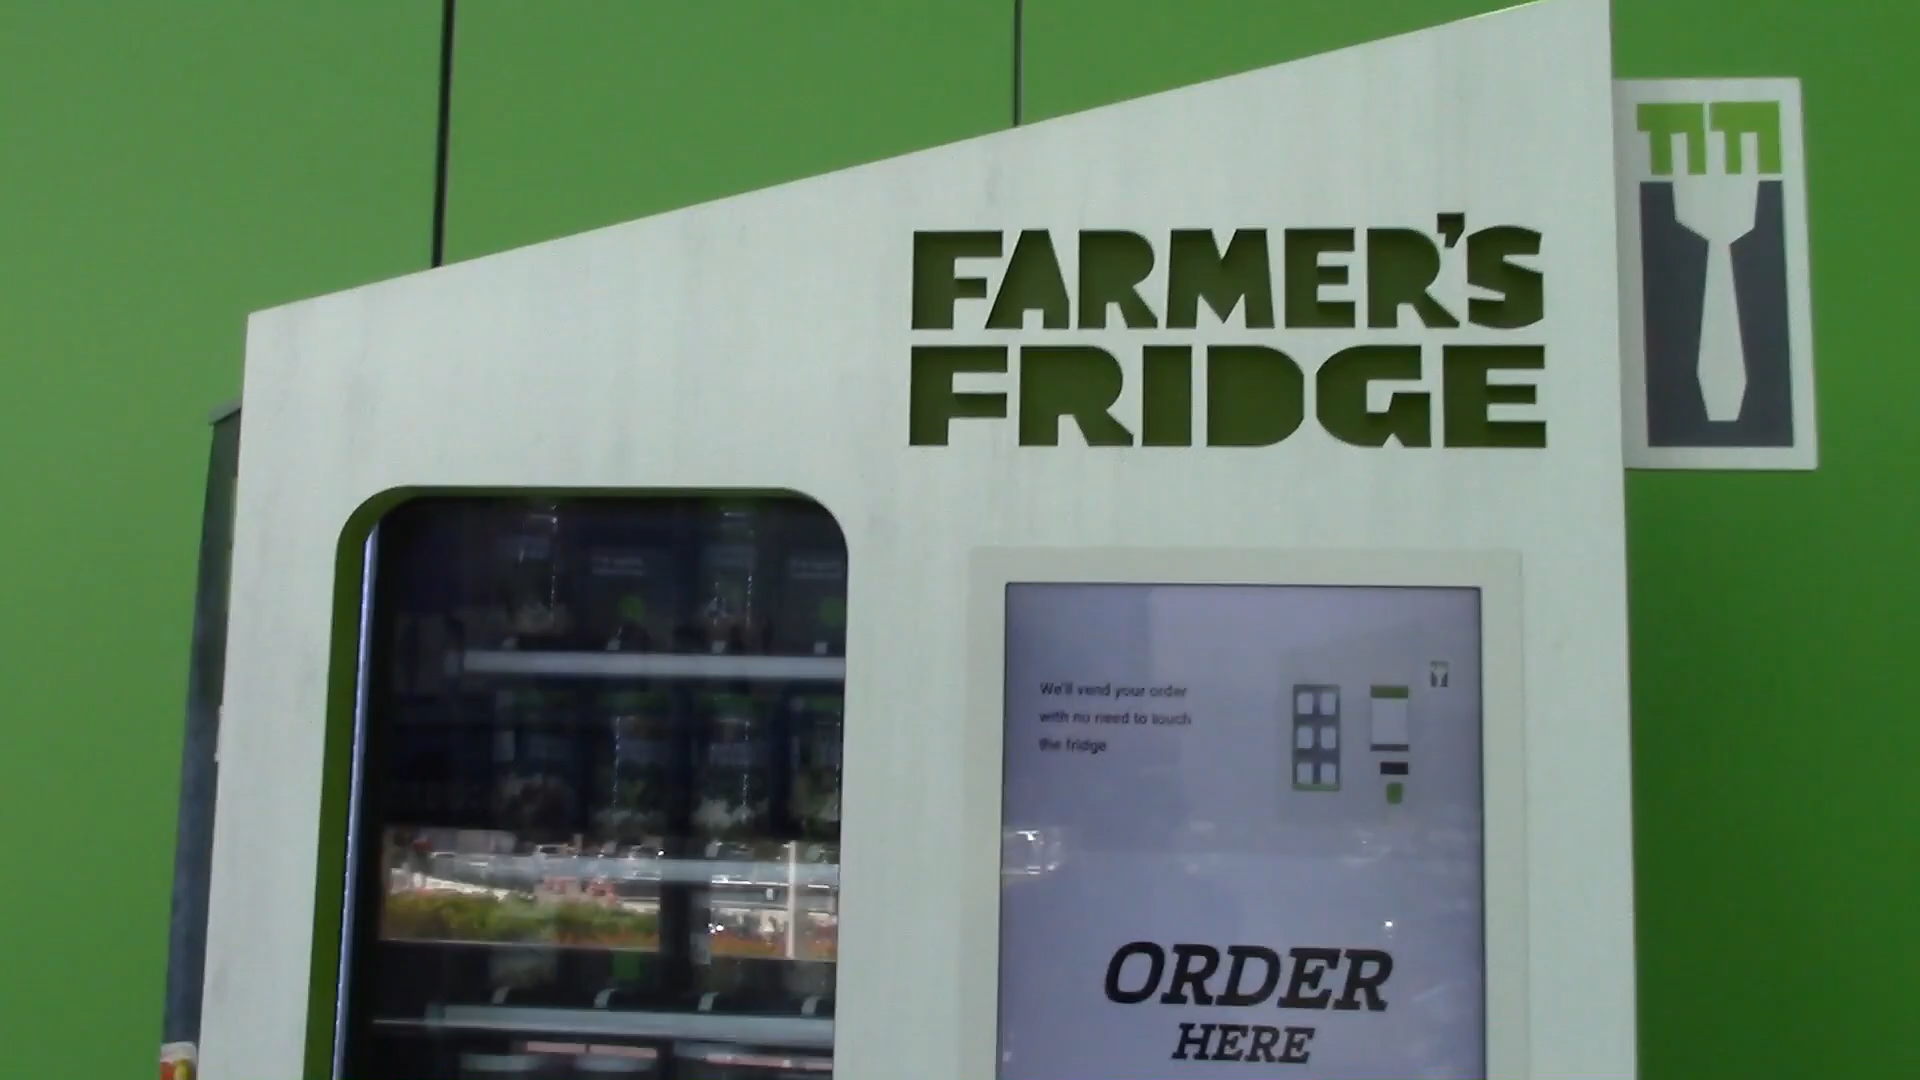 FARMER'S
FRIDGE
We'll vend your order
with no need to touch
the fridge
ORDER
HERE